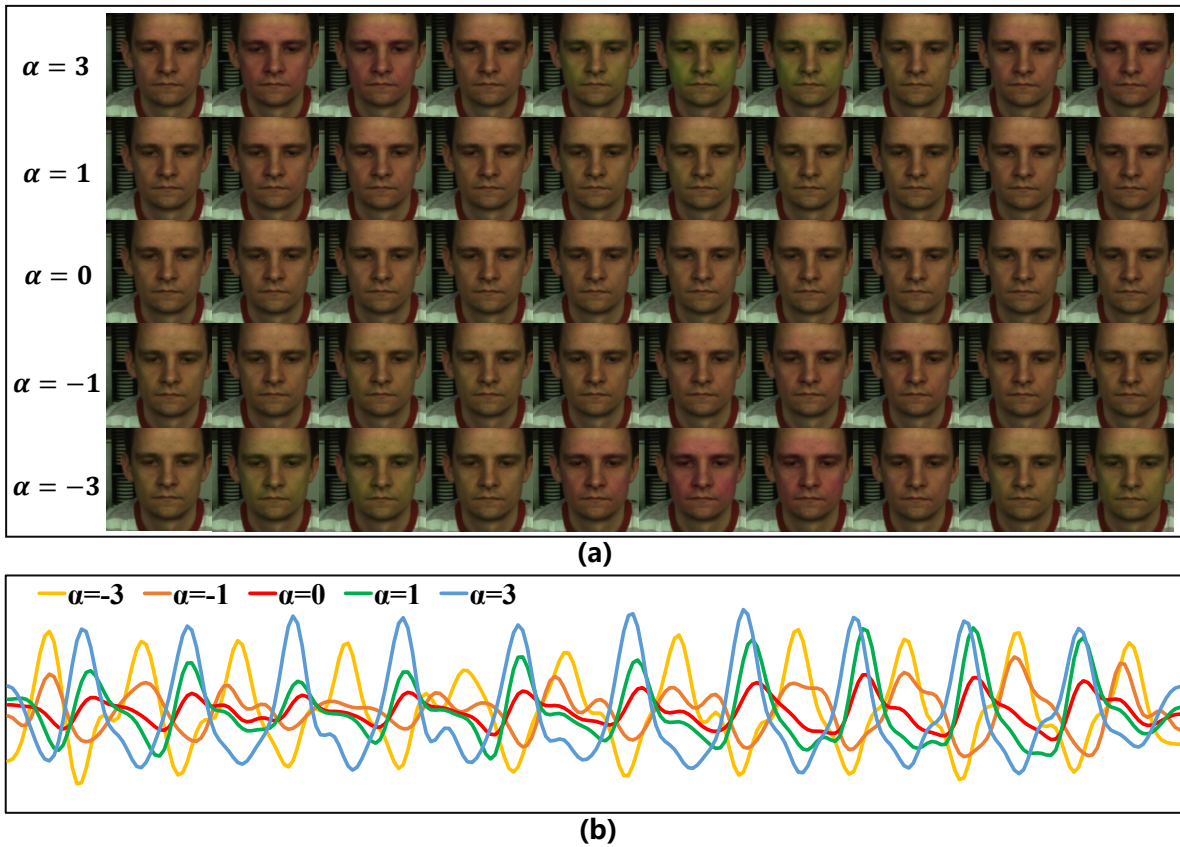 α = 3
α = 1
α = 0
α = −1
α = −3
(a)
α=-3 α=-1 α=0 α=1 α=3
(b)